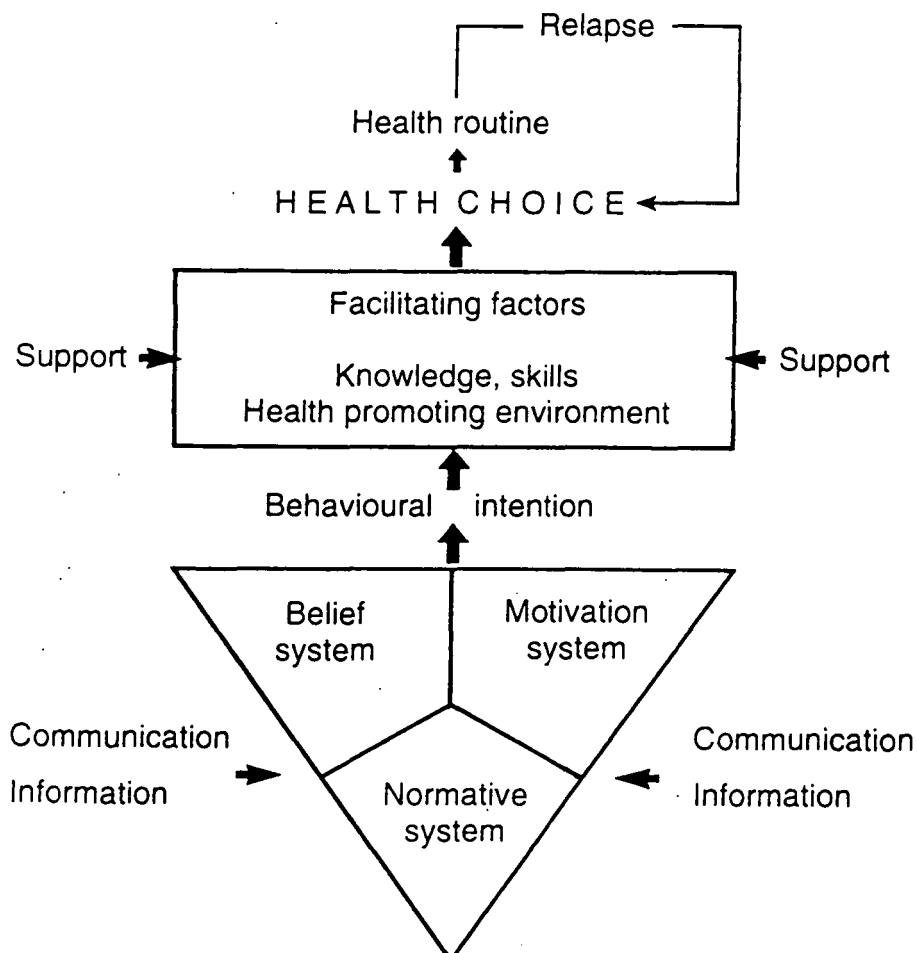 Relapse
Health routine
HEALTH CHOICE
Facilitating factors
Support
Support
Knowledge, skills
Health promoting environment
Behavioural intention
Belief
system
Motivation
system
Communication
Information
Communication
Information
Normative
system